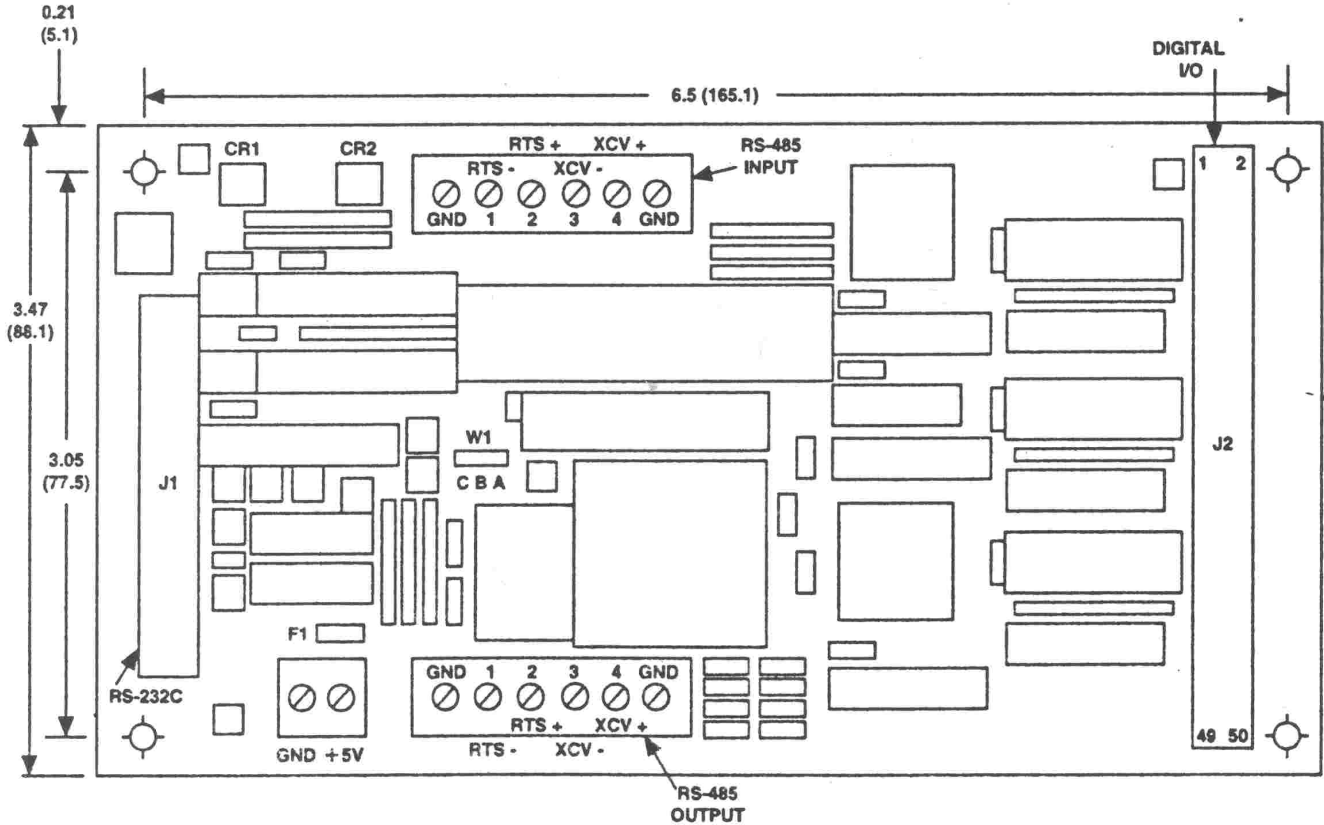 0.21
(5.1)
DIGITAL
I/O
6.5 (165.1)
CR1
CR2
RTS + XCV +
RS-485
INPUT
RTS - XCV -
GND 1 2 3 4 GND
1 2
3.47
(88.1)
3.05
(77.5)
J1
W1
C B A
J2
F1
RS-232C
GND +5V
GND 1 2 3 4 GND
RTS + XCV +
RTS - XCV -
49 50
RS-485
OUTPUT